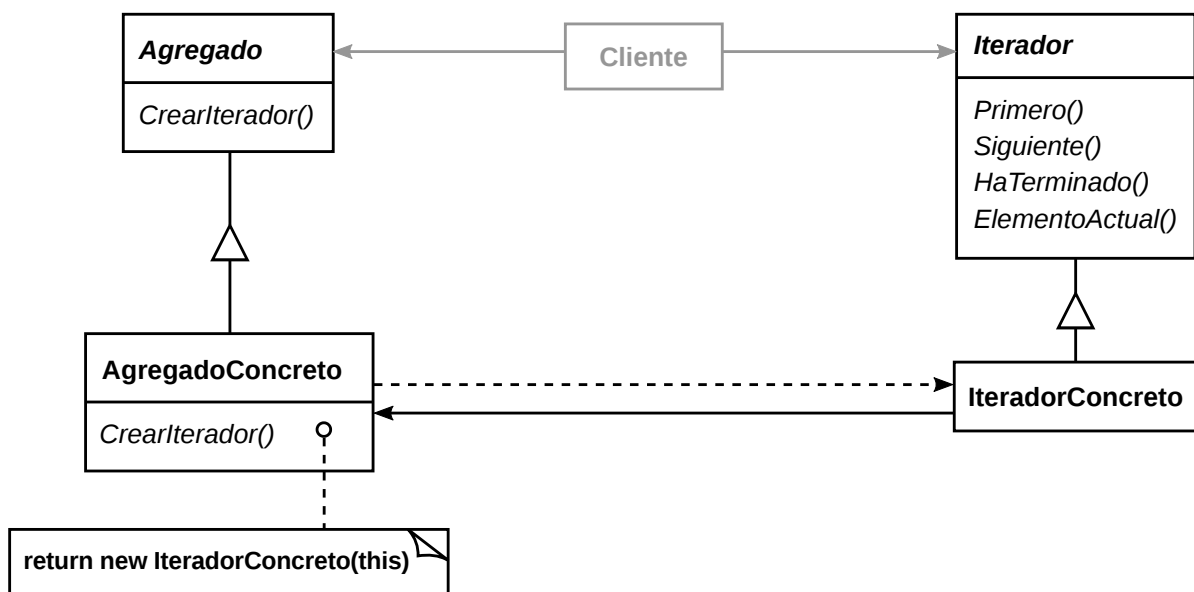 Agregado
CrearIterador()
Cliente
Iterador
Primero()
Siguiente()
HaTerminado()
ElementoActual()
AgregadoConcreto
CrearIterador()
IteradorConcreto
return new IteradorConcreto(this)